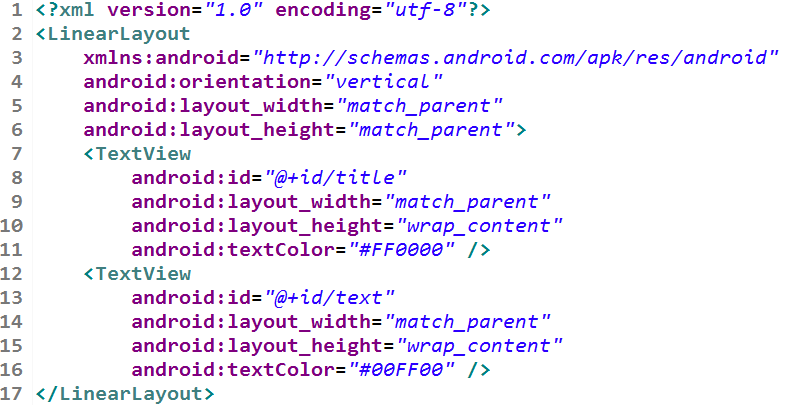 1 <?xml version="1.0" encoding="utf-8"?>
2 <LinearLayout
3     xmlns:android="http://schemas.android.com/apk/res/android"
4     android:orientation="vertical"
5     android:layout_width="match_parent"
6     android:layout_height="match_parent">
7     <TextView
8         android:id="@+id/title"
9         android:layout_width="match_parent"
10         android:layout_height="wrap_content"
11         android:textColor="#FF0000" />
12     <TextView
13         android:id="@+id/text"
14         android:layout_width="match_parent"
15         android:layout_height="wrap_content"
16         android:textColor="#00FF00" />
17 </LinearLayout>